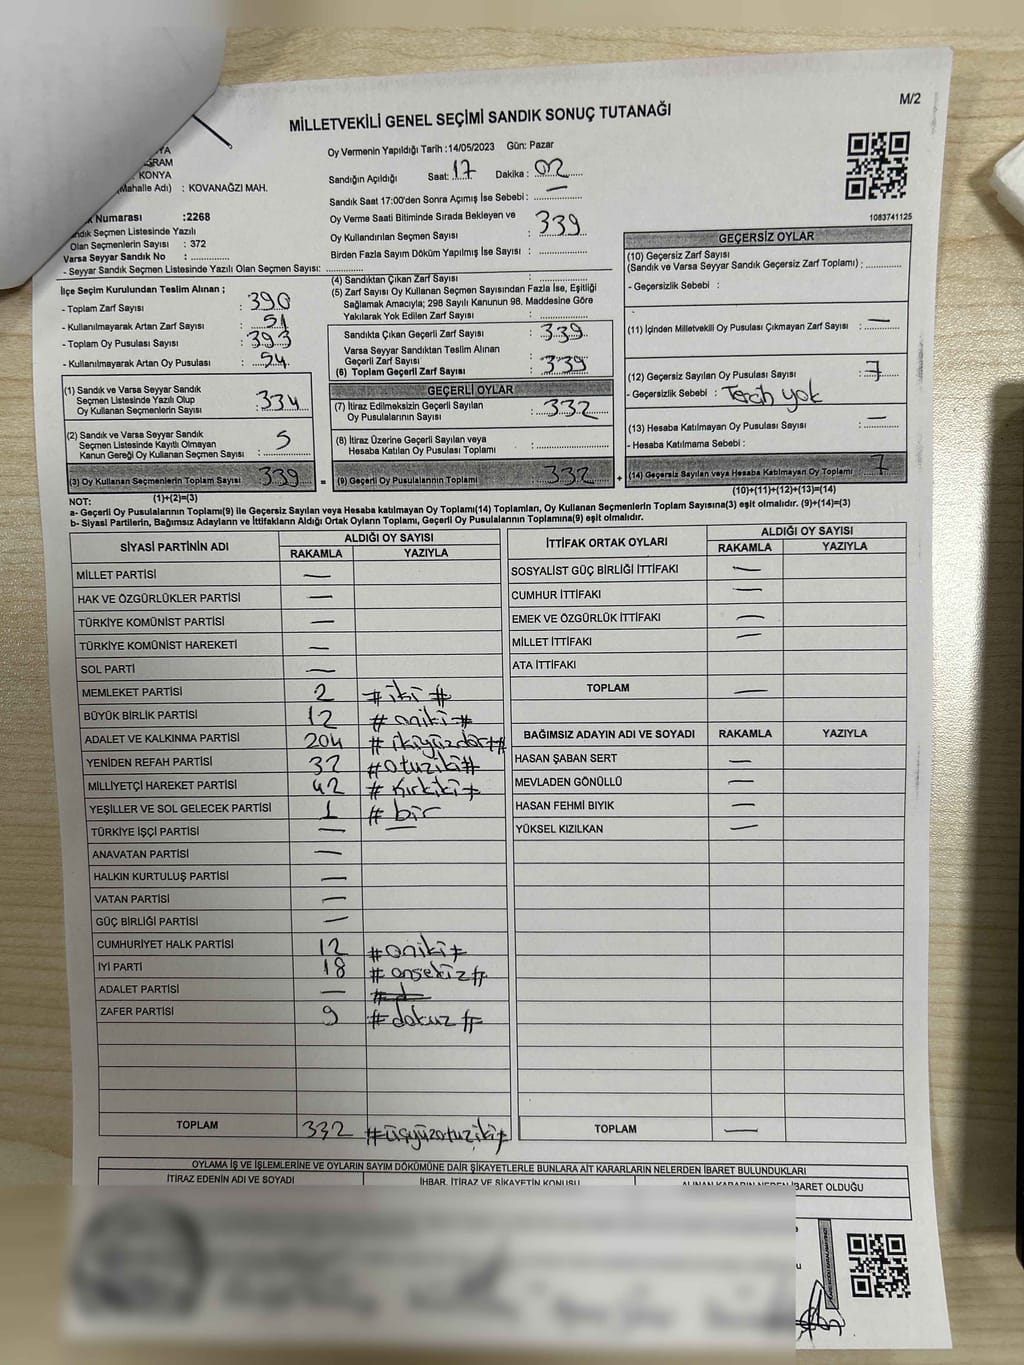 M/2
MİLLETVEKİLİ GENEL SEÇİMİ SANDIK SONUÇ TUTANAĞI
KONYA
(Mahalle Adı) : KOVANAĞZI MAH.
Numarası :2268
Sandık Seçmen Listesinde Yazılı
Olan Seçmenlerin Sayısı : 372
Varsa Seyyar Sandık No :
- Seyyar Sandık Seçmen Listesinde Yazılı Olan Seçmen Sayısı:
Oy Vermenin Yapıldığı Tarih :14/05/2023 Gün: Pazar
Sandığın Açıldığı Saat: 17 Dakika : 02
Sandık Saat 17:00'den Sonra Açımış İse Sebebi : —
Oy Verme Saati Bitiminde Sırada Bekleyen ve
Oy Kullandırılan Seçmen Sayısı : 339
Birden Fazla Sayım Döküm Yapılmış İse Sayısı :
1083741125
İlçe Seçim Kurulundan Teslim Alınan ;
- Toplam Zarf Sayısı : 390
- Kullanılmayarak Artan Zarf Sayısı : 51
- Toplam Oy Pusulası Sayısı : 393
- Kullanılmayarak Artan Oy Pusulası : 54
(1) Sandık ve Varsa Seyyar Sandık
Seçmen Listesinde Yazılı Olup
Oy Kullanan Seçmenlerin Sayısı : 334
(2) Sandık ve Varsa Seyyar Sandık
Seçmen Listesinde Kayıtlı Olmayan
Kanun Gereği Oy Kullanan Seçmen Sayısı : 5
(3) Oy Kullanan Seçmenlerin Toplam Sayısı : 339 =
(1)+(2)=(3)
(4) Sandıktan Çıkan Zarf Sayısı :
(5) Zarf Sayısı Oy Kullanan Seçmen Sayısından Fazla İse, Eşitliği
Sağlamak Amacıyla; 298 Sayılı Kanunun 98. Maddesine Göre
Yakılarak Yok Edilen Zarf Sayısı :
Sandıkta Çıkan Geçerli Zarf Sayısı : 339
Varsa Seyyar Sandıktan Teslim Alınan
Geçerli Zarf Sayısı
(6) Toplam Geçerli Zarf Sayısı : 339
GEÇERLİ OYLAR
(7) İtiraz Edilmeksizin Geçerli Sayılan
Oy Pusulalarının Sayısı : 332
(8) İtiraz Üzerine Geçerli Sayılan veya
Hesaba Katılan Oy Pusulası Toplamı :
(9) Geçerli Oy Pusulalarının Toplamı : 332 +
GEÇERSİZ OYLAR
(10) Geçersiz Zarf Sayısı
(Sandık ve Varsa Seyyar Sandık Geçersiz Zarf Toplamı) :
- Geçersizlik Sebebi :
(11) İçinden Milletvekili Oy Pusulası Çıkmayan Zarf Sayısı : —
(12) Geçersiz Sayılan Oy Pusulası Sayısı : 7
- Geçersizlik Sebebi : Tercih yok
(13) Hesaba Katılmayan Oy Pusulası Sayısı : —
- Hesaba Katılmama Sebebi :
(14) Geçersiz Sayılan veya Hesaba Katılmayan Oy Toplamı : 7
(10)+(11)+(12)+(13)=(14)
NOT:
a- Geçerli Oy Pusulalarının Toplamı(9) ile Geçersiz Sayılan veya Hesaba katılmayan Oy Toplamı(14) Toplamları, Oy Kullanan Seçmenlerin Toplam Sayısına(3) eşit olmalıdır. (9)+(14)=(3)
b- Siyasi Partilerin, Bağımsız Adayların ve İttifakların Aldığı Ortak Oyların Toplamı, Geçerli Oy Pusulalarının Toplamına(9) eşit olmalıdır.
SİYASİ PARTİNİN ADI ALDIĞI OY SAYISI
RAKAMLA YAZIYLA
MİLLET PARTİSİ —
HAK VE ÖZGÜRLÜKLER PARTİSİ —
TÜRKİYE KOMÜNİST PARTİSİ —
TÜRKİYE KOMÜNİST HAREKETİ —
SOL PARTİ —
MEMLEKET PARTİSİ 2 #iki#
BÜYÜK BİRLİK PARTİSİ 12 #oniki#
ADALET VE KALKINMA PARTİSİ 204 #ikiyüzdört#
YENİDEN REFAH PARTİSİ 32 #otuziki#
MİLLİYETÇİ HAREKET PARTİSİ 42 #kırkiki#
YEŞİLLER VE SOL GELECEK PARTİSİ 1 #bir
TÜRKİYE İŞÇİ PARTİSİ — —
ANAVATAN PARTİSİ —
HALKIN KURTULUŞ PARTİSİ —
VATAN PARTİSİ —
GÜÇ BİRLİĞİ PARTİSİ —
CUMHURİYET HALK PARTİSİ 12 #oniki#
İYİ PARTİ 18 #onsekiz#
ADALET PARTİSİ —
ZAFER PARTİSİ 9 #dokuz#
TOPLAM 332 #üçyüzotuziki#
İTTİFAK ORTAK OYLARI ALDIĞI OY SAYISI
RAKAMLA YAZIYLA
SOSYALİST GÜÇ BİRLİĞİ İTTİFAKI —
CUMHUR İTTİFAKI —
EMEK VE ÖZGÜRLÜK İTTİFAKI —
MİLLET İTTİFAKI —
ATA İTTİFAKI
TOPLAM —
BAĞIMSIZ ADAYIN ADI VE SOYADI RAKAMLA YAZIYLA
HASAN ŞABAN SERT —
MEVLADEN GÖNÜLLÜ —
HASAN FEHMİ BIYIK —
YÜKSEL KIZILKAN —
TOPLAM —
OYLAMA İŞ VE İŞLEMLERİNE VE OYLARIN SAYIM DÖKÜMÜNE DAİR ŞİKAYETLERLE BUNLARA AİT KARARLARIN NELERDEN İBARET BULUNDUKLARI
İTİRAZ EDENİN ADI VE SOYADI İHBAR, İTİRAZ VE ŞİKAYETİN KONUSU ALINAN KARARIN NEDEN İBARET OLDUĞU